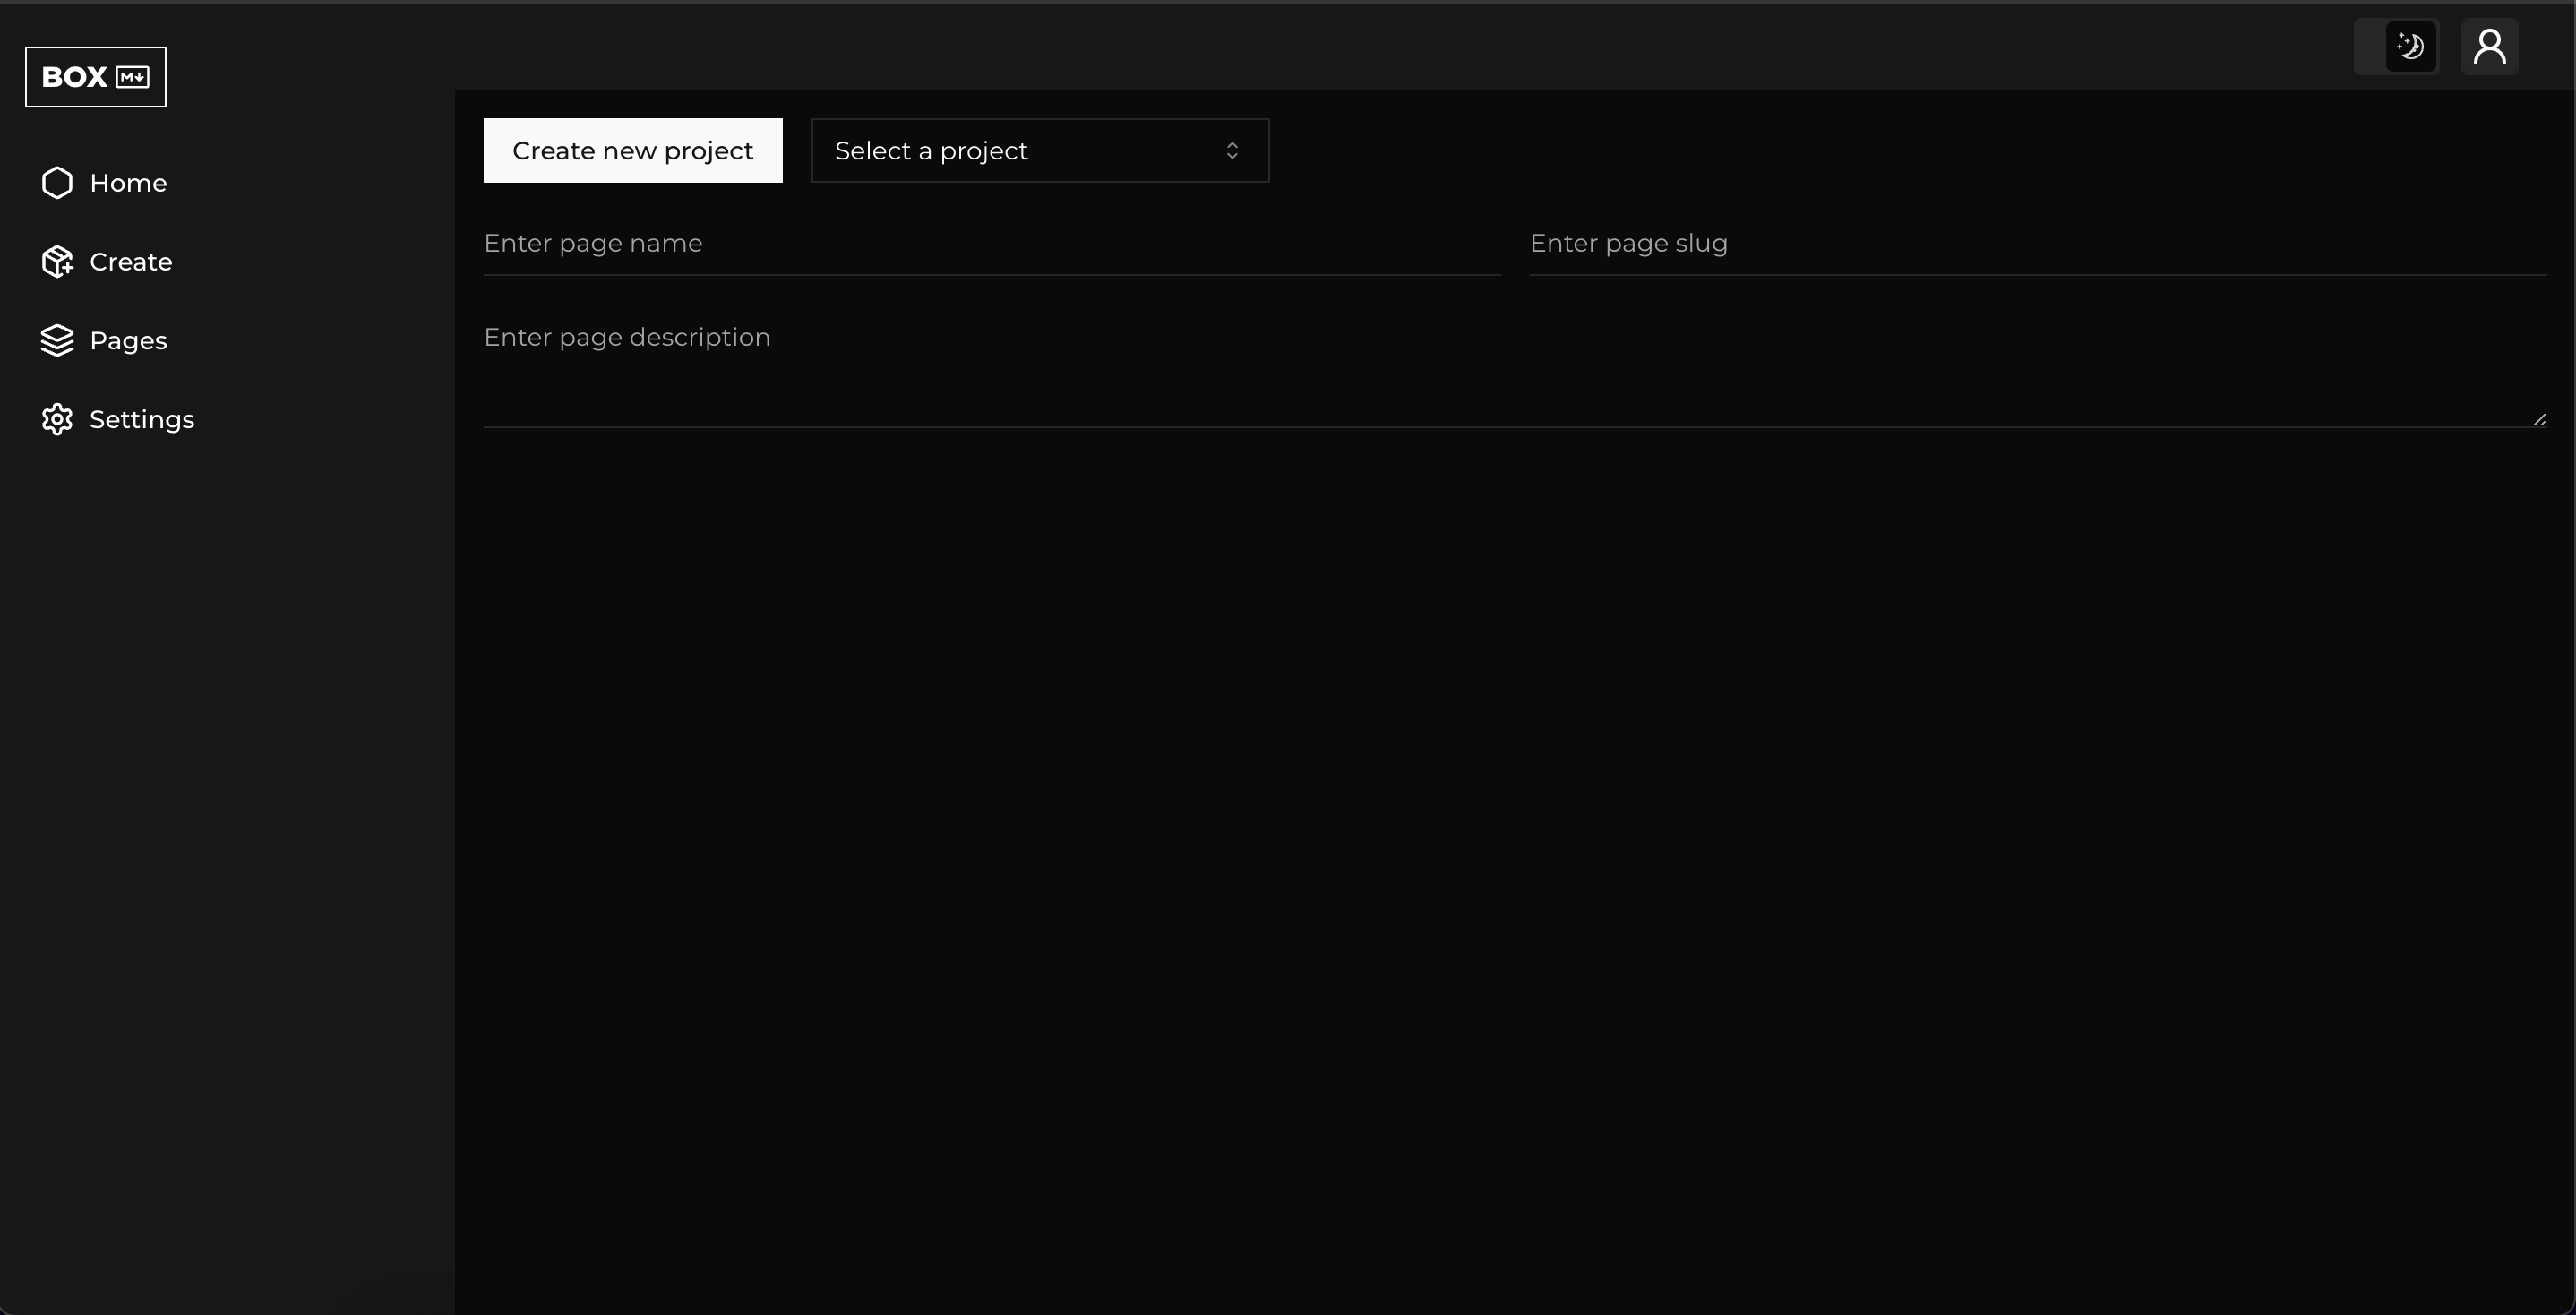 BOX M↓
Home
Create
Pages
Settings
Create new project
Select a project
Enter page name
Enter page slug
Enter page description